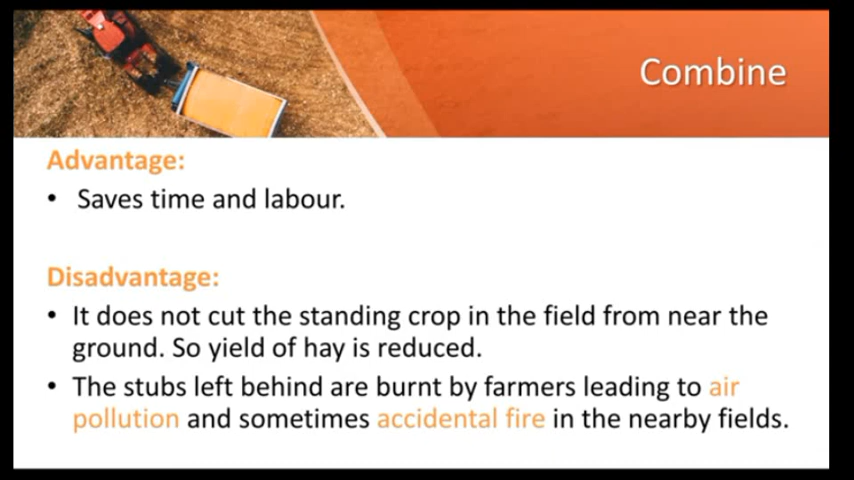 Combine
Advantage:
• Saves time and labour.
Disadvantage:
• It does not cut the standing crop in the field from near the
ground. So yield of hay is reduced.
• The stubs left behind are burnt by farmers leading to air
pollution and sometimes accidental fire in the nearby fields.